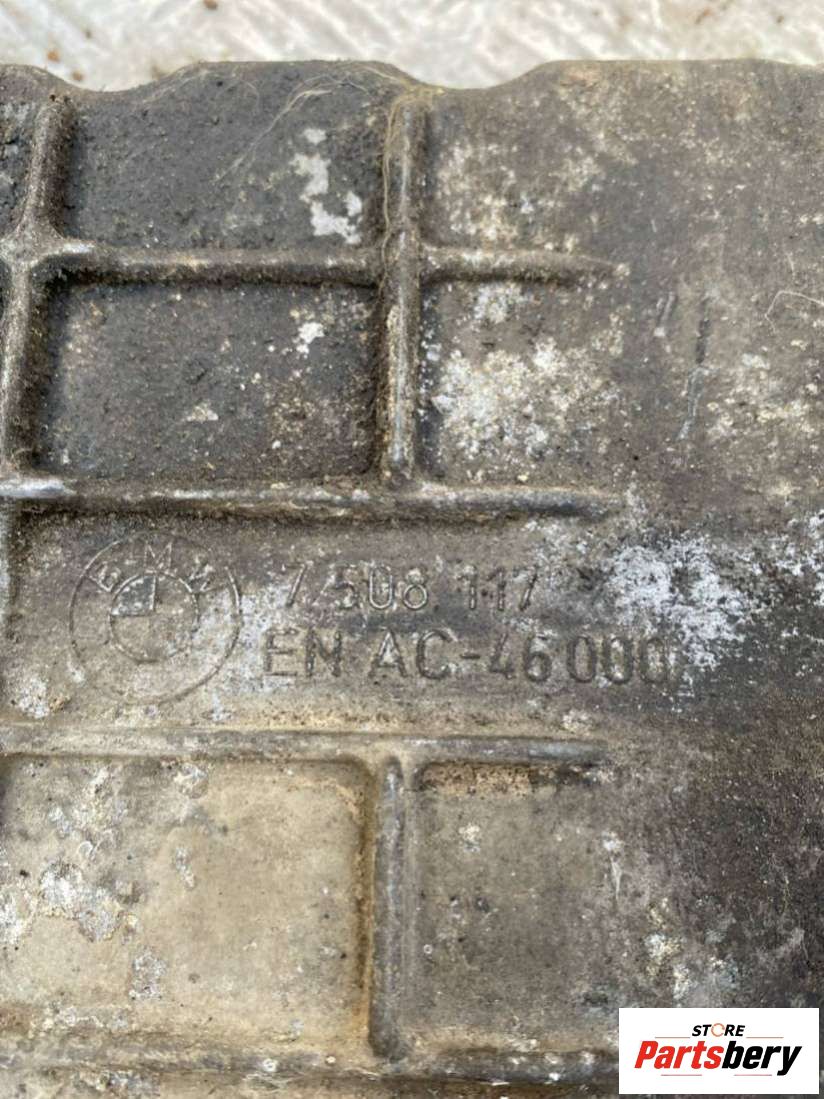 BMW
7 508 117
EN AC-46000
STORE
Partsbery